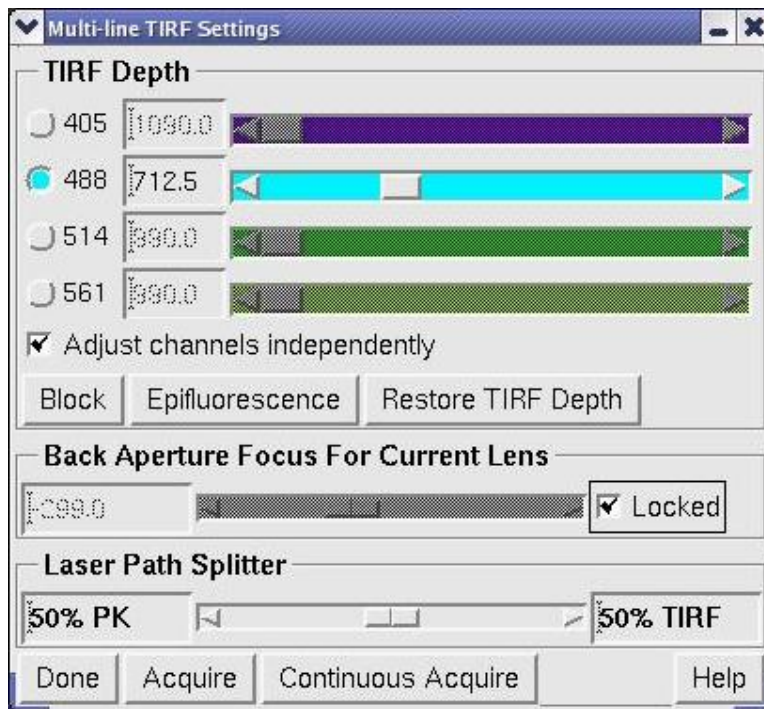 Multi-line TIRF Settings
TIRF Depth
405 1090.0
488 712.5
514 990.0
561 990.0
Adjust channels independently
Block Epifluorescence Restore TIRF Depth
Back Aperture Focus For Current Lens
Locked
Laser Path Splitter
50% PK 50% TIRF
Done Acquire Continuous Acquire Help